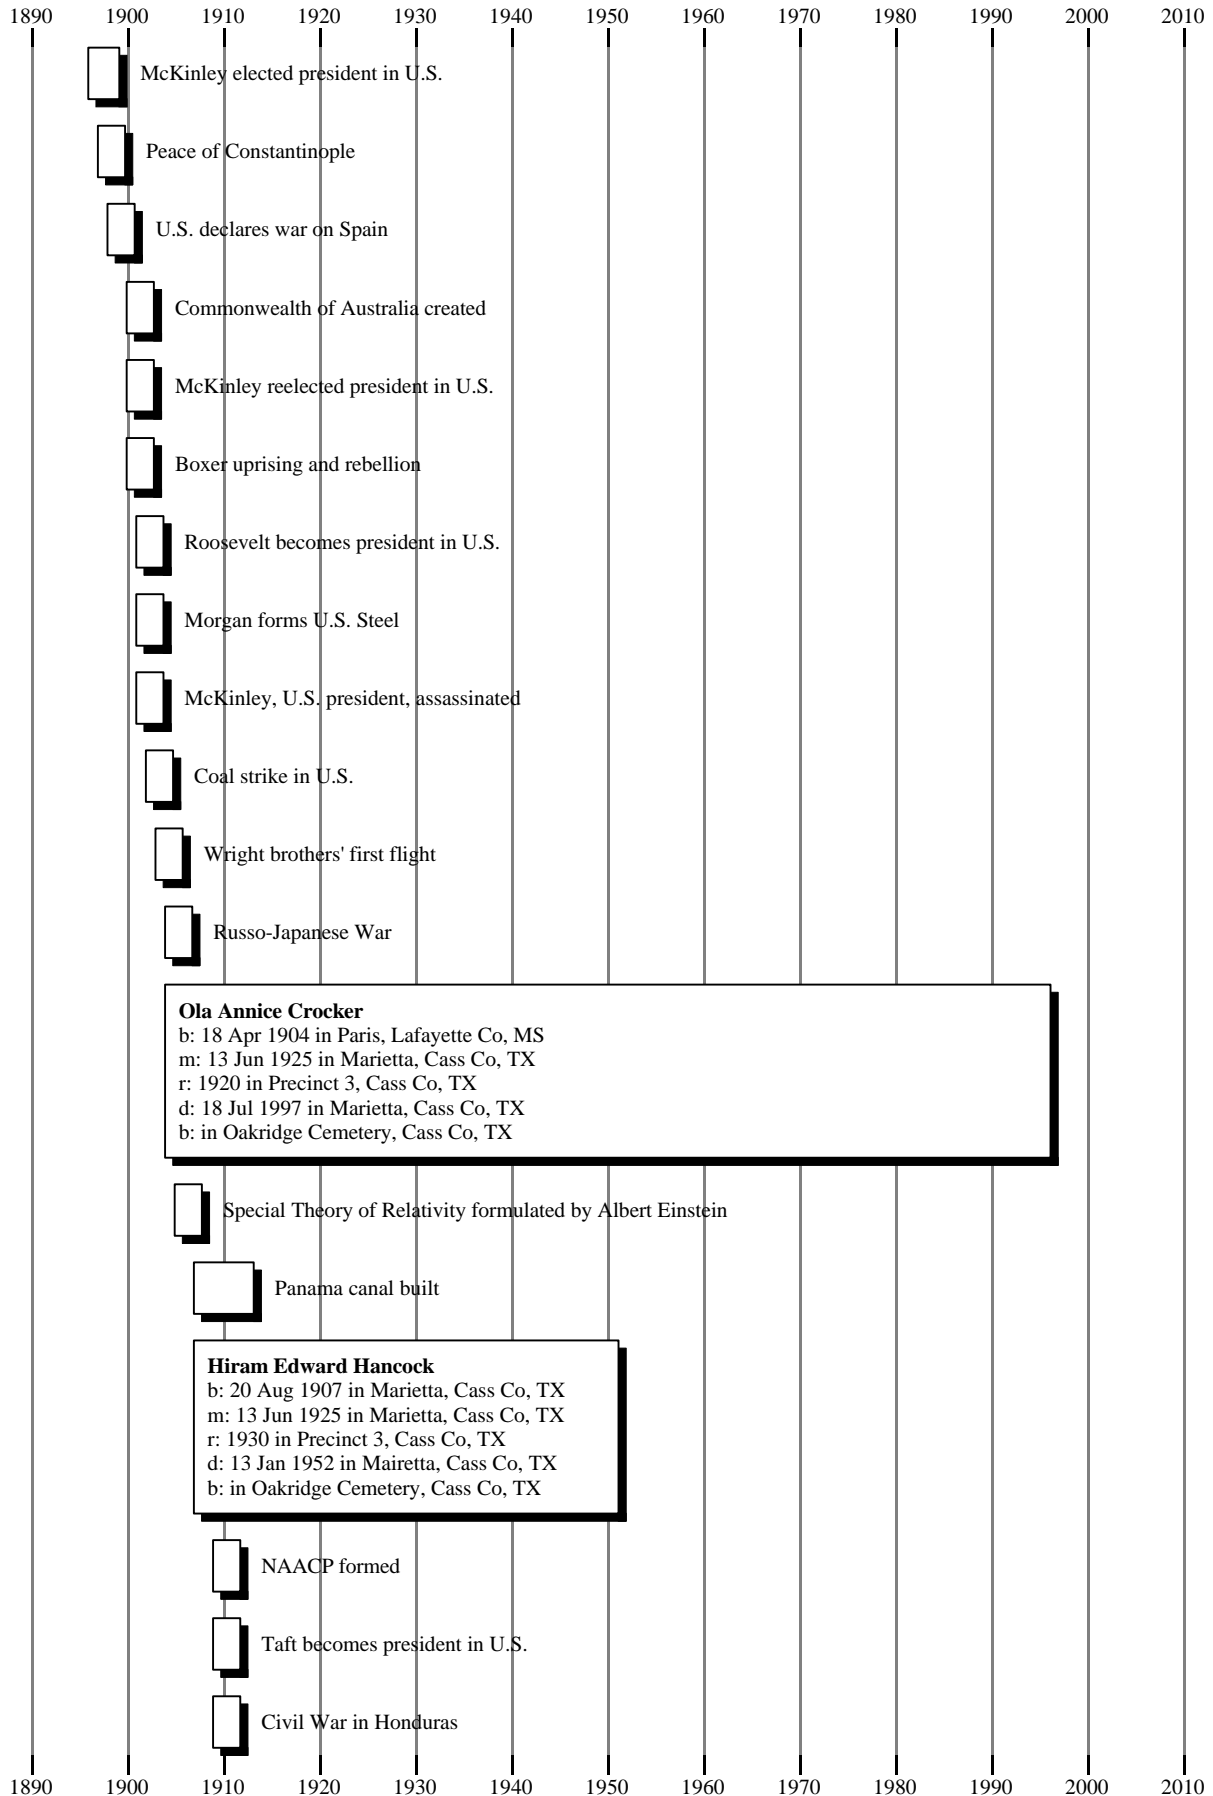 1890 1900 1910 1920 1930 1940 1950 1960 1970 1980 1990 2000 2010
McKinley elected president in U.S.
Peace of Constantinople
U.S. declares war on Spain
Commonwealth of Australia created
McKinley reelected president in U.S.
Boxer uprising and rebellion
Roosevelt becomes president in U.S.
Morgan forms U.S. Steel
McKinley, U.S. president, assassinated
Coal strike in U.S.
Wright brothers' first flight
Russo-Japanese War
Ola Annice Crocker
b: 18 Apr 1904 in Paris, Lafayette Co, MS
m: 13 Jun 1925 in Marietta, Cass Co, TX
r: 1920 in Precinct 3, Cass Co, TX
d: 18 Jul 1997 in Marietta, Cass Co, TX
b: in Oakridge Cemetery, Cass Co, TX
Special Theory of Relativity formulated by Albert Einstein
Panama canal built
Hiram Edward Hancock
b: 20 Aug 1907 in Marietta, Cass Co, TX
m: 13 Jun 1925 in Marietta, Cass Co, TX
r: 1930 in Precinct 3, Cass Co, TX
d: 13 Jan 1952 in Mairetta, Cass Co, TX
b: in Oakridge Cemetery, Cass Co, TX
NAACP formed
Taft becomes president in U.S.
Civil War in Honduras
1890 1900 1910 1920 1930 1940 1950 1960 1970 1980 1990 2000 2010